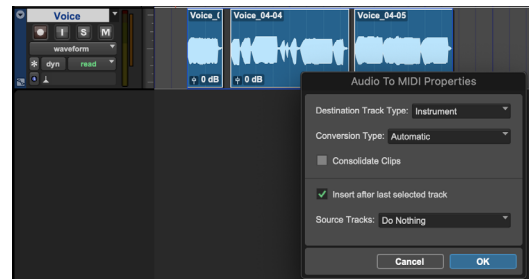 Voice
I S M
waveform
dyn read
Voice_(
Voice_04-04
Voice_04-05
0 dB
0 dB
Audio To MIDI Properties
Destination Track Type: Instrument
Conversion Type: Automatic
Consolidate Clips
Insert after last selected track
Source Tracks: Do Nothing
Cancel OK